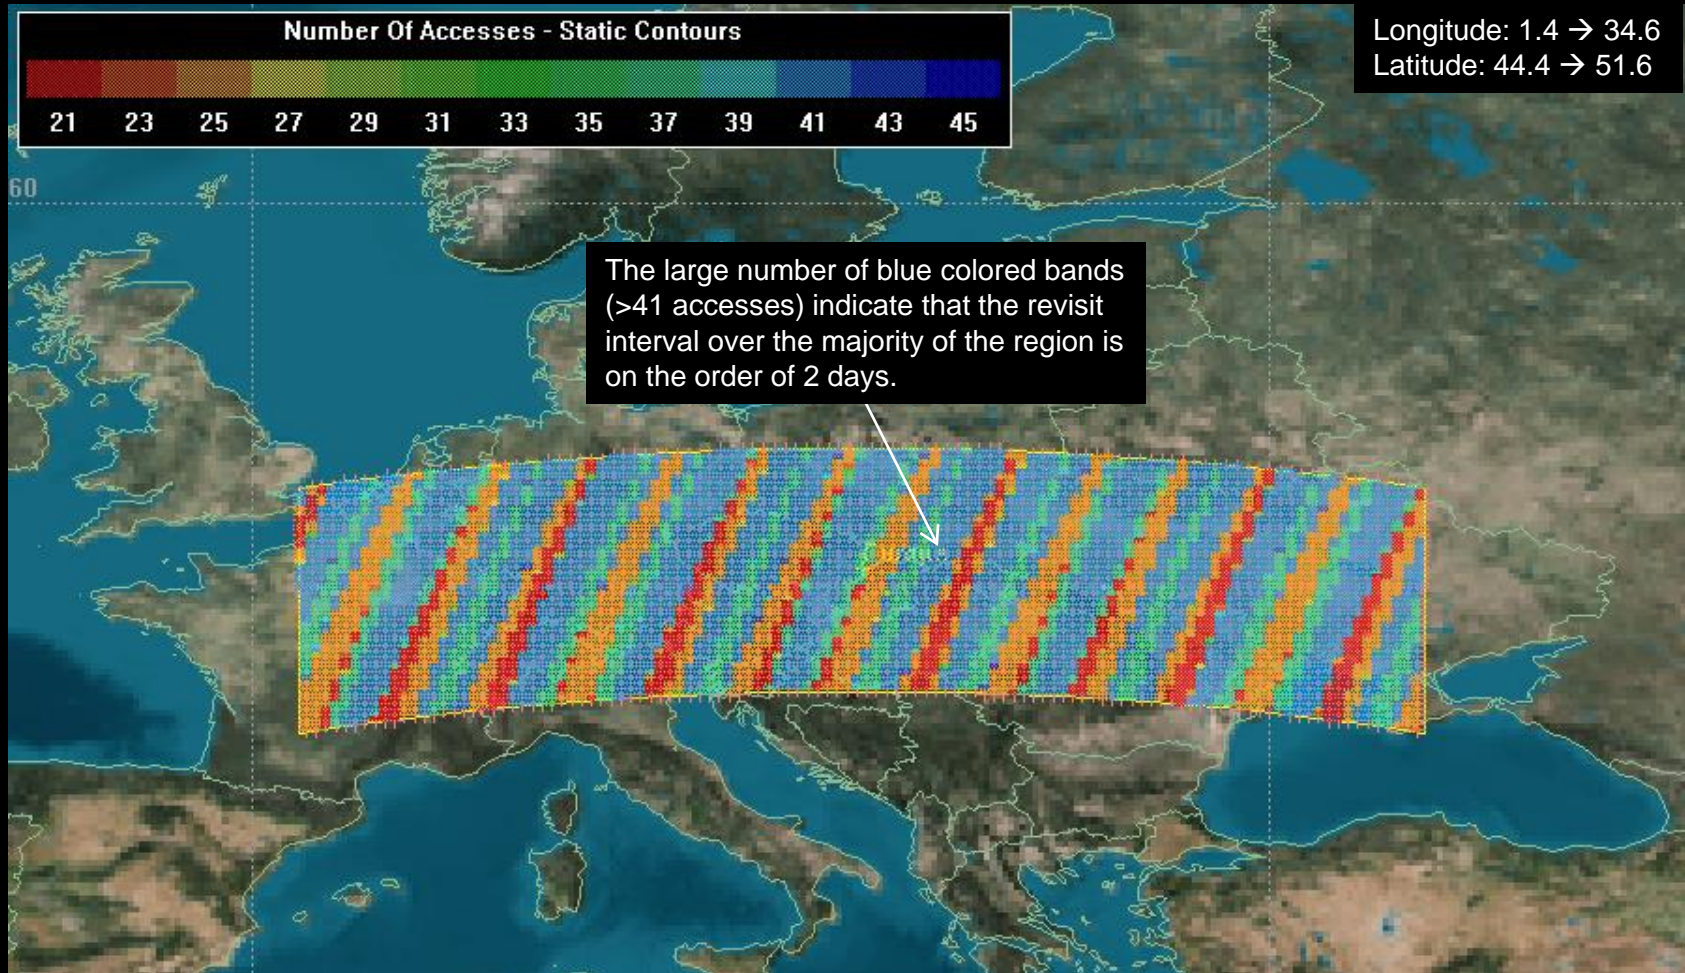 Number Of Accesses - Static Contours
21 23 25 27 29 31 33 35 37 39 41 43 45
Longitude: 1.4 → 34.6
Latitude: 44.4 → 51.6
60
The large number of blue colored bands
(>41 accesses) indicate that the revisit
interval over the majority of the region is
on the order of 2 days.